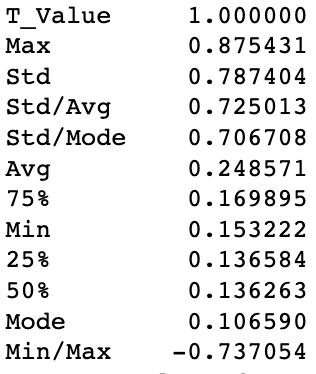 T_Value 1.000000
Max 0.875431
Std 0.787404
Std/Avg 0.725013
Std/Mode 0.706708
Avg 0.248571
75% 0.169895
Min 0.153222
25% 0.136584
50% 0.136263
Mode 0.106590
Min/Max -0.737054